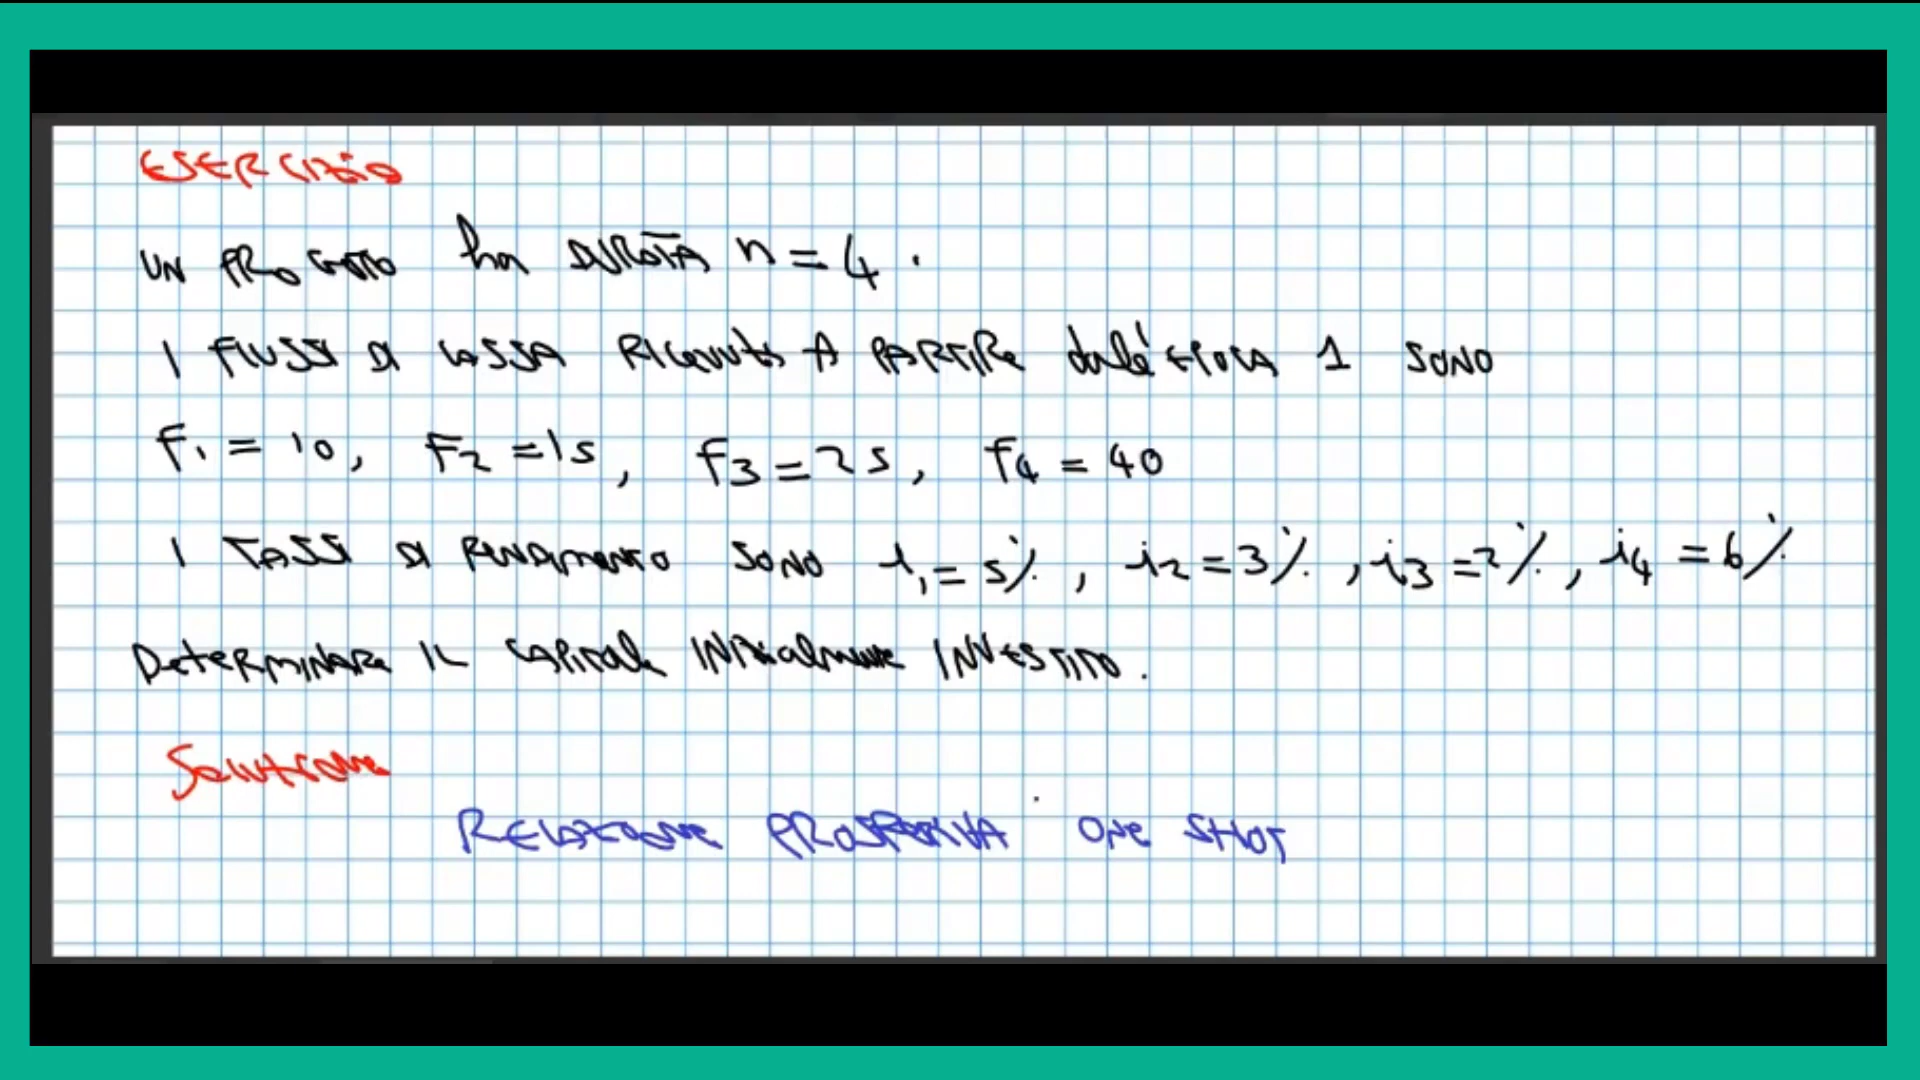 ESERCIZIO
UN PROGETTO ha DURATA n = 4 .
I FLUSSI DI CASSA RICEVUTI A PARTIRE dall'EPOCA 1 SONO
F1 = 10, F2 = 15, F3 = 25, F4 = 40
I TASSI DI RENDIMENTO SONO i1 = 5%, i2 = 3%, i3 = 2%, i4 = 6%
DETERMINARE IL CAPITALE INIZIALMENTE INVESTITO.
SOLUZIONE
RELAZIONE PROSPETTIVA ONE SHOT